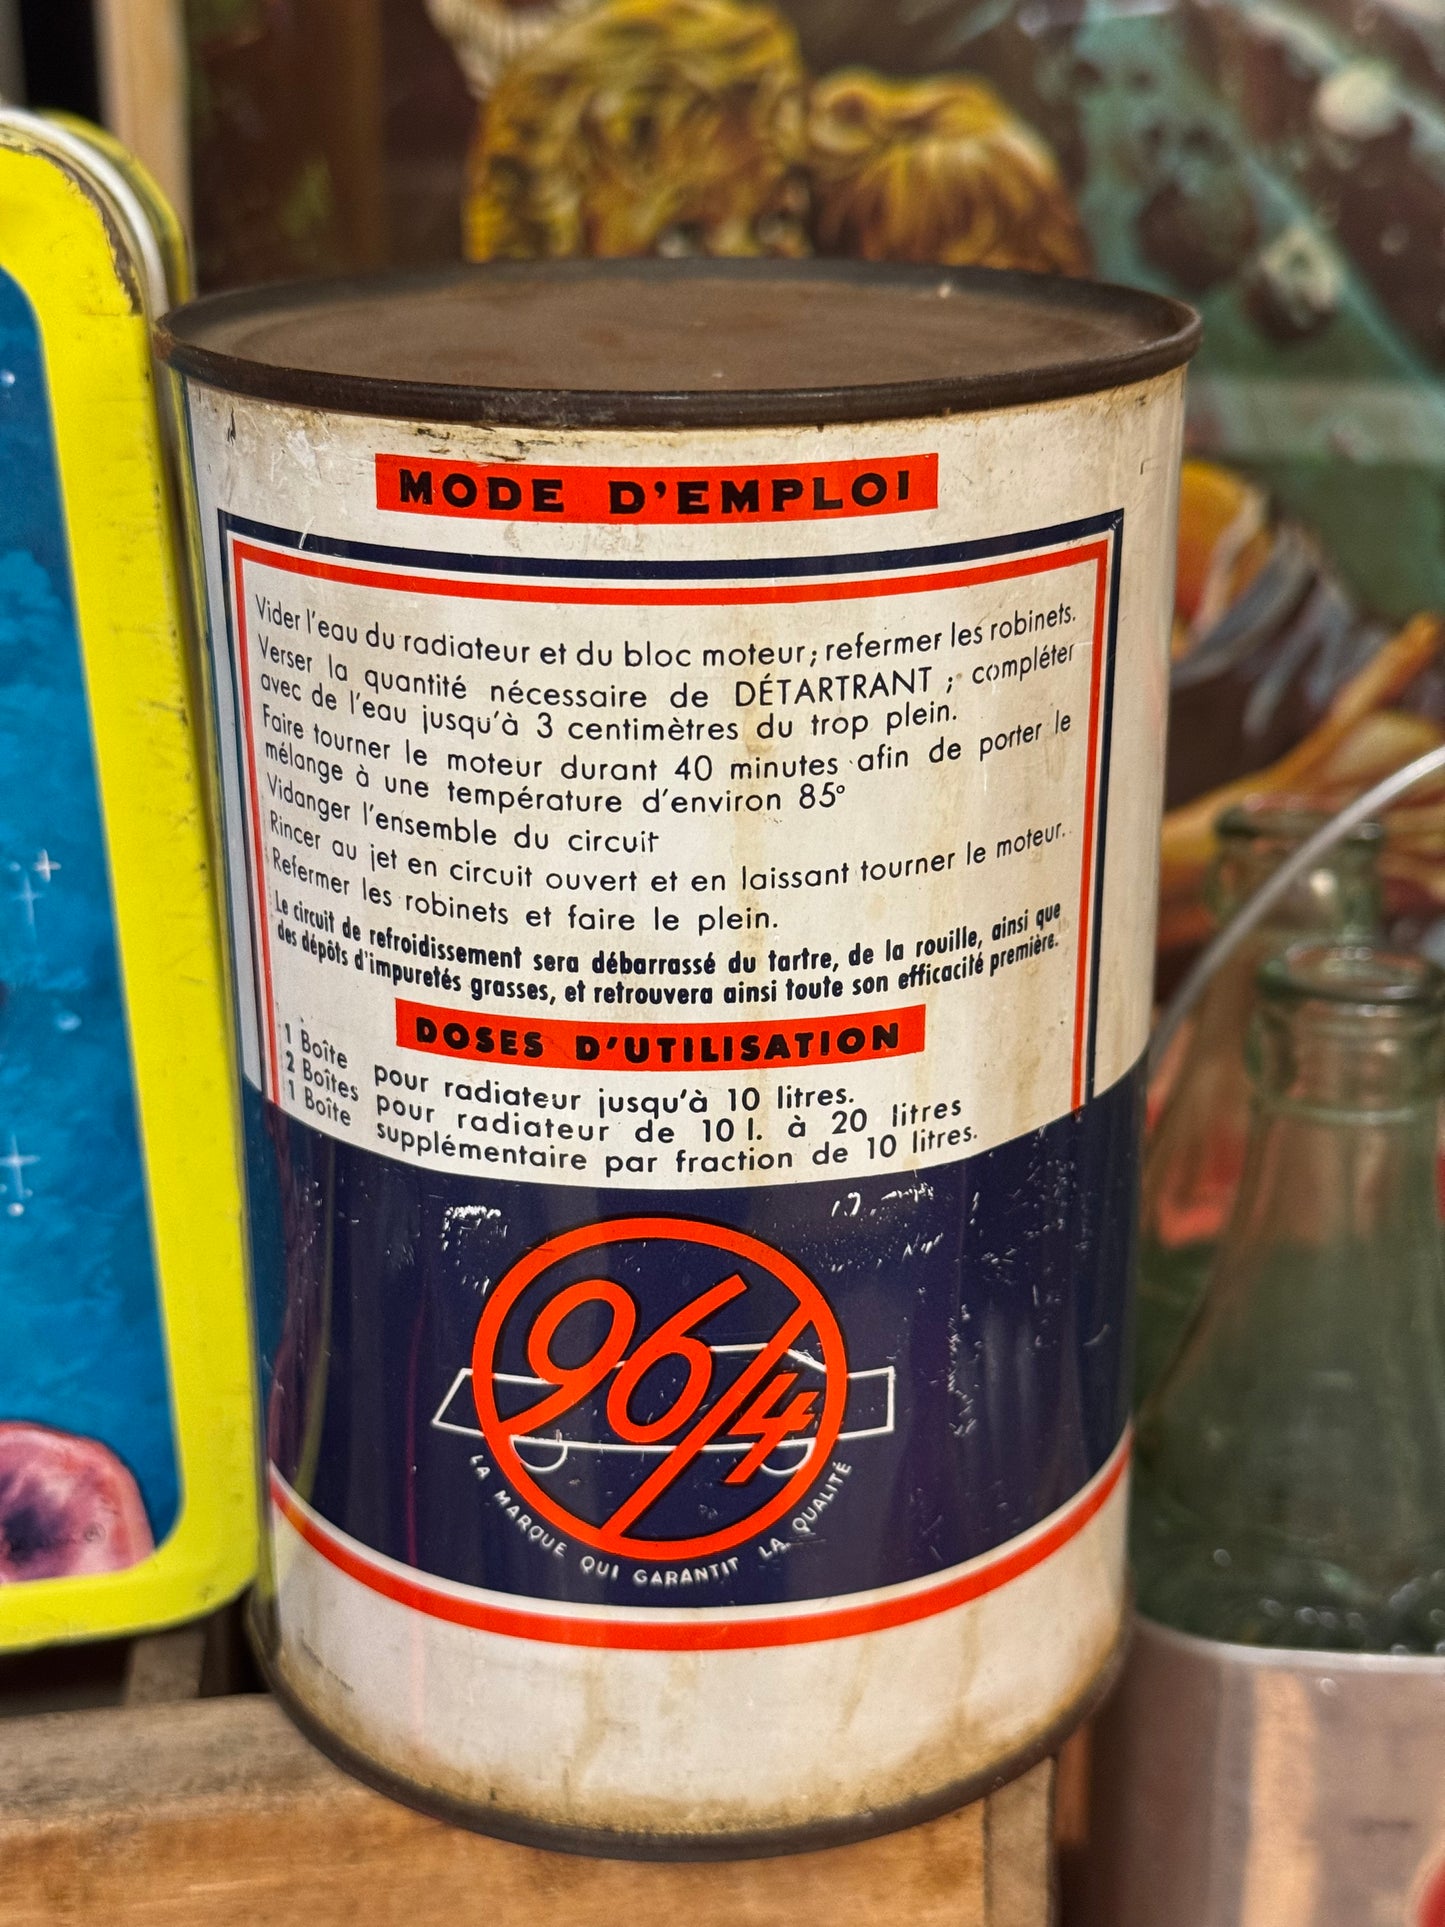 MODE D'EMPLOI
Vider l'eau du radiateur et du bloc moteur; refermer les robinets.
Verser la quantité nécessaire de DÉTARTRANT ; compléter
avec de l'eau jusqu'à 3 centimètres du trop plein.
Faire tourner le moteur durant 40 minutes afin de porter le
mélange à une température d'environ 85°
Vidanger l'ensemble du circuit
Rincer au jet en circuit ouvert et en laissant tourner le moteur.
Refermer les robinets et faire le plein.
Le circuit de refroidissement sera débarrassé du tartre, de la rouille, ainsi que
des dépôts d'impuretés grasses, et retrouvera ainsi toute son efficacité première.
DOSES D'UTILISATION
1 Boîte pour radiateur jusqu'à 10 litres.
2 Boîtes pour radiateur de 10 l. à 20 litres
1 Boîte supplémentaire par fraction de 10 litres.
96/4
LA MARQUE QUI GARANTIT LA QUALITÉ